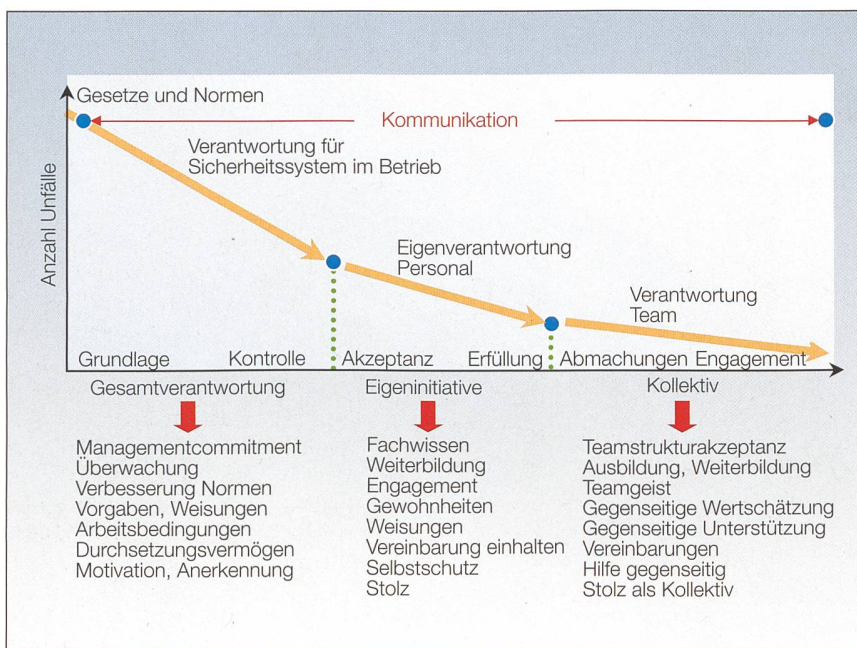 Gesetze und Normen
Kommunikation
Verantwortung für
Sicherheitssystem im Betrieb
Eigenverantwortung
Personal
Verantwortung
Team
Anzahl Unfälle
Grundlage Kontrolle Akzeptanz Erfüllung Abmachungen Engagement
Gesamtverantwortung Eigeninitiative Kollektiv
Managementcommitment
Überwachung
Verbesserung Normen
Vorgaben, Weisungen
Arbeitsbedingungen
Durchsetzungsvermögen
Motivation, Anerkennung
Fachwissen
Weiterbildung
Engagement
Gewohnheiten
Weisungen
Vereinbarung einhalten
Selbstschutz
Stolz
Teamstrukturakzeptanz
Ausbildung, Weiterbildung
Teamgeist
Gegenseitige Wertschätzung
Gegenseitige Unterstützung
Vereinbarungen
Hilfe gegenseitig
Stolz als Kollektiv